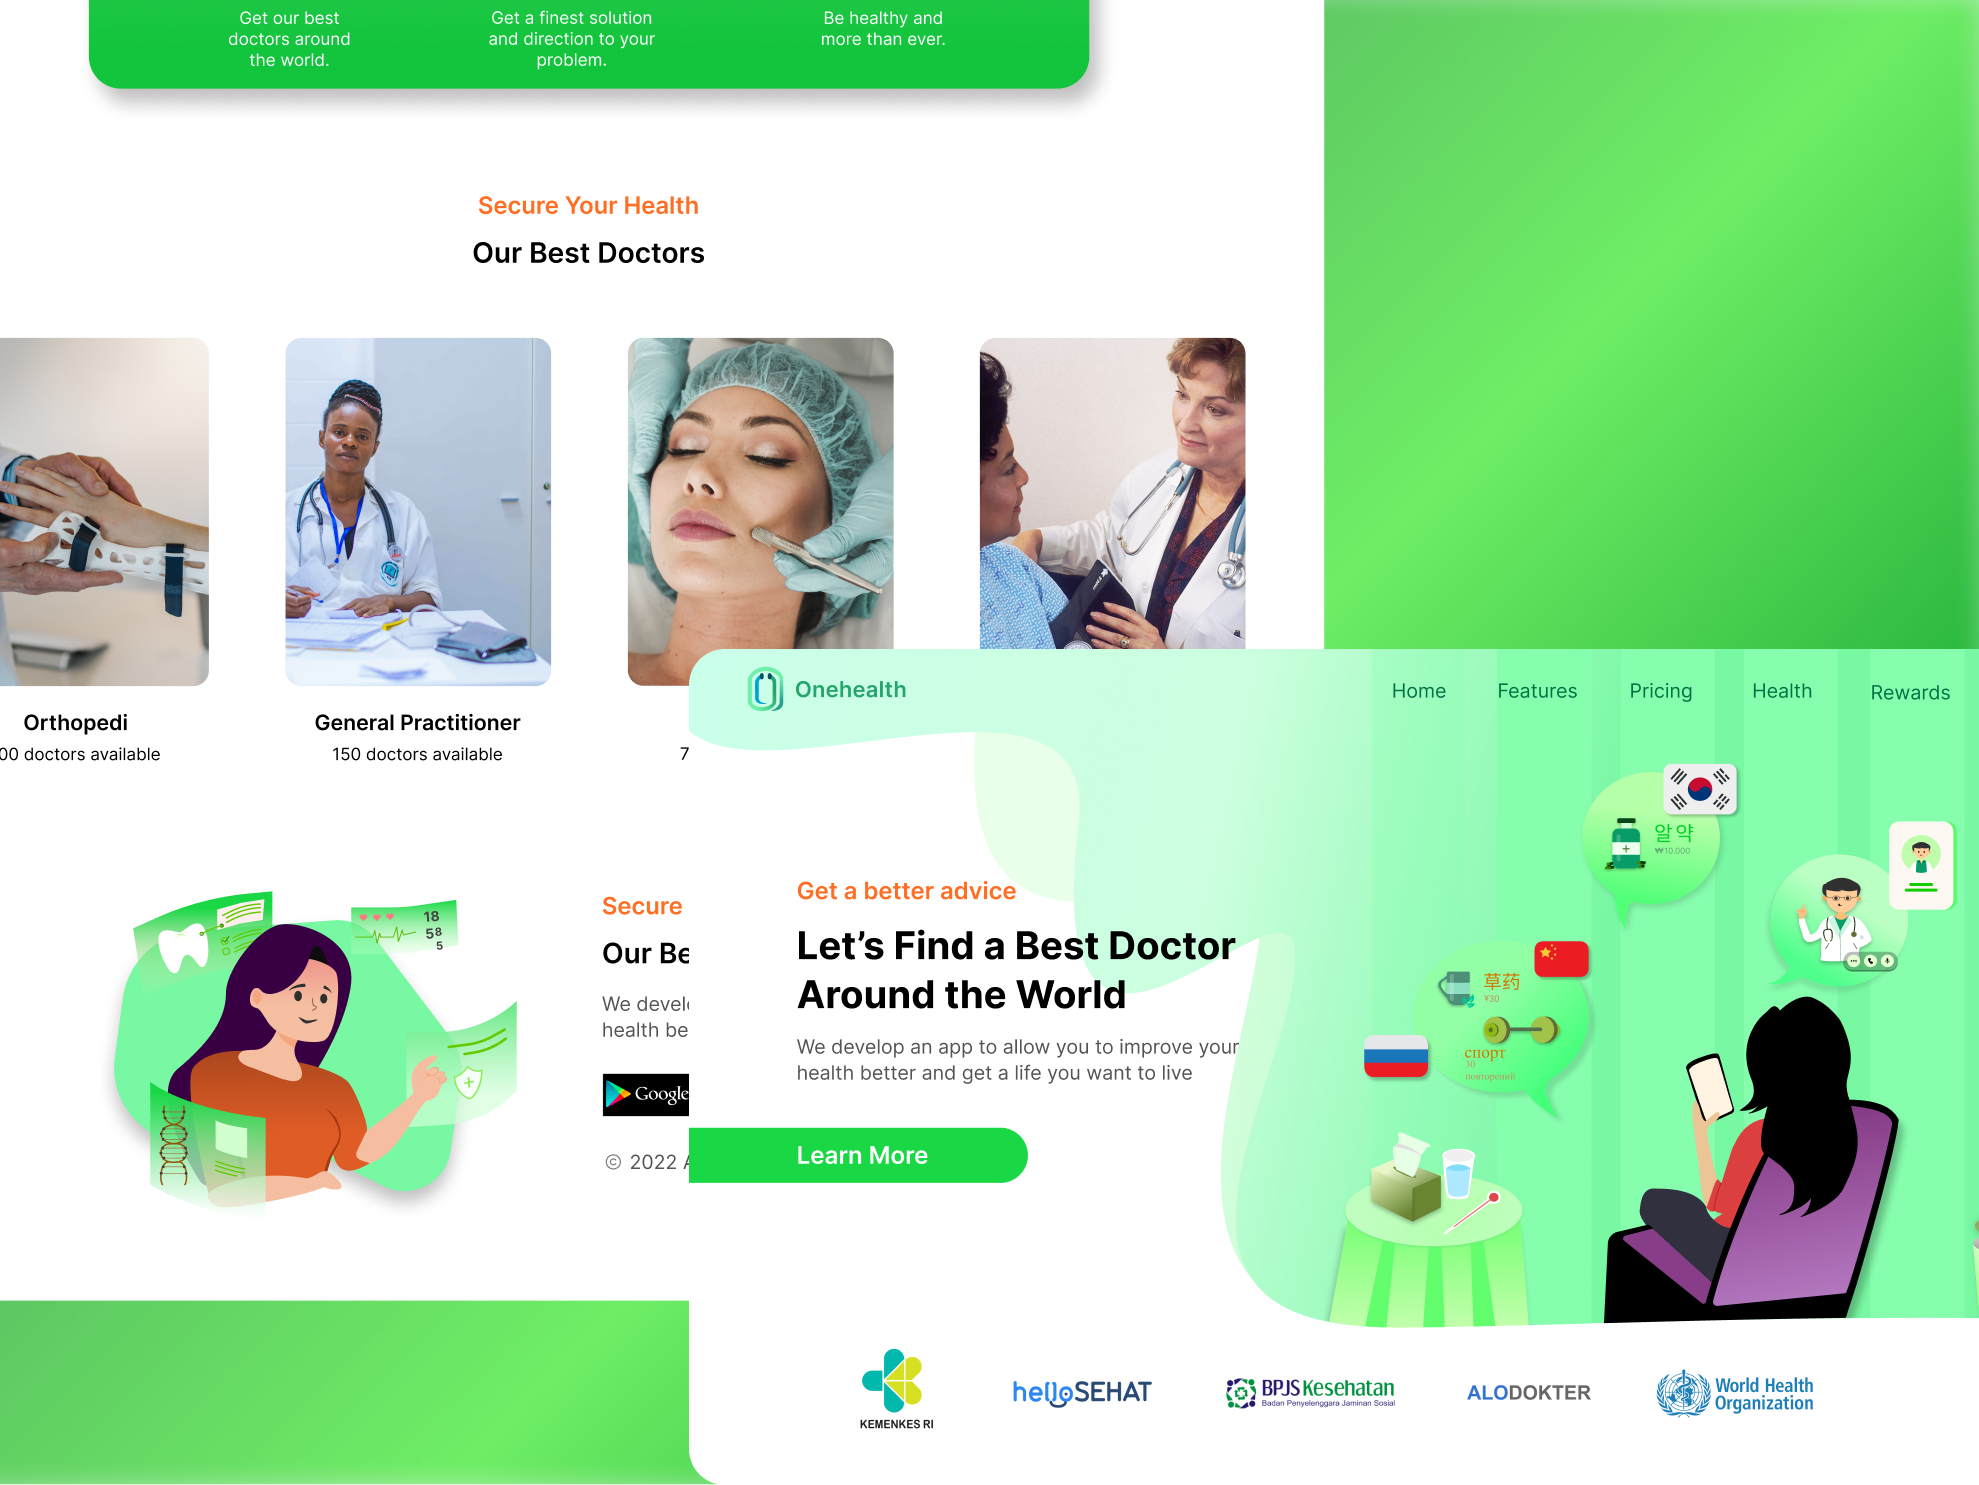 Get our best
doctors around
the world.
Get a finest solution
and direction to your
problem.
Be healthy and
more than ever.
Secure Your Health
Our Best Doctors
Orthopedi
00 doctors available
General Practitioner
150 doctors available
7
Onehealth
Home
Features
Pricing
Health
Rewards
Get a better advice
Let’s Find a Best Doctor
Around the World
We develop an app to allow you to improve your
health better and get a life you want to live
Learn More
알약
₩10.000
草药
¥30
спорт
30
повторений
18
58
5
Secure
Our Be
We devel
health be
Google
© 2022 A
KEMENKES RI
helloSEHAT
BPJS Kesehatan
Badan Penyelenggara Jaminan Sosial
ALODOKTER
World Health
Organization